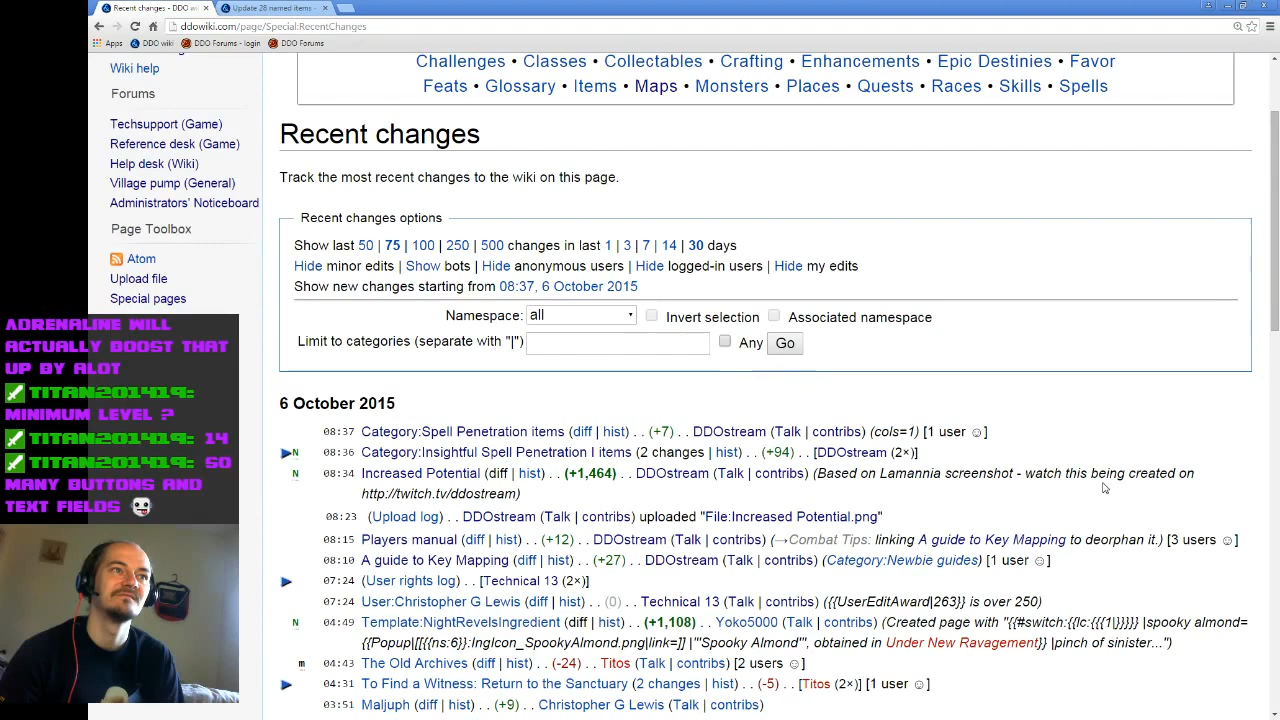 Recent changes - DDO wi
Update 28 named items -
ddowiki.com/page/Special:RecentChanges
Apps DDO wiki DDO Forums - login DDO Forums
Wiki help
Forums
Techsupport (Game)
Reference desk (Game)
Help desk (Wiki)
Village pump (General)
Administrators' Noticeboard
Page Toolbox
Atom
Upload file
Special pages
ADRENALINE WILL
ACTUALLY BOOST THAT
UP BY ALOT
TITAN201419:
MINIMUM LEVEL ?
TITAN201419: 14
TITAN201419: SO
MANY BUTTONS AND
TEXT FIELDS
Challenges • Classes • Collectables • Crafting • Enhancements • Epic Destinies • Favor
Feats • Glossary • Items • Maps • Monsters • Places • Quests • Races • Skills • Spells
Recent changes
Track the most recent changes to the wiki on this page.
Recent changes options
Show last 50 | 75 | 100 | 250 | 500 changes in last 1 | 3 | 7 | 14 | 30 days
Hide minor edits | Show bots | Hide anonymous users | Hide logged-in users | Hide my edits
Show new changes starting from 08:37, 6 October 2015
Namespace: all Invert selection Associated namespace
Limit to categories (separate with "|") Any Go
6 October 2015
08:37 Category:Spell Penetration items (diff | hist) . . (+7) . . DDOstream (Talk | contribs) (cols=1) [1 user ☺]
N 08:36 Category:Insightful Spell Penetration I items (2 changes | hist) . . (+94) . . [DDOstream (2×)]
N 08:34 Increased Potential (diff | hist) . . (+1,464) . . DDOstream (Talk | contribs) (Based on Lamannia screenshot - watch this being created on
http://twitch.tv/ddostream)
08:23 (Upload log) . . DDOstream (Talk | contribs) uploaded "File:Increased Potential.png"
08:15 Players manual (diff | hist) . . (+12) . . DDOstream (Talk | contribs) (→Combat Tips: linking A guide to Key Mapping to deorphan it.) [3 users ☺]
08:10 A guide to Key Mapping (diff | hist) . . (+27) . . DDOstream (Talk | contribs) (Category:Newbie guides) [1 user ☺]
07:24 (User rights log) . . [Technical 13 (2×)]
07:24 User:Christopher G Lewis (diff | hist) . . (0) . . Technical 13 (Talk | contribs) ({{UserEditAward|263}} is over 250)
N 04:49 Template:NightRevelsIngredient (diff | hist) . . (+1,108) . . Yoko5000 (Talk | contribs) (Created page with "{{#switch:{{lc:{{{1|}}}}} |spooky almond=
{{Popup|[[{{ns:6}}:IngIcon_SpookyAlmond.png|link=]] |'''Spooky Almond''', obtained in Under New Ravagement}} |pinch of sinister...")
m 04:43 The Old Archives (diff | hist) . . (-24) . . Titos (Talk | contribs) [2 users ☺]
04:31 To Find a Witness: Return to the Sanctuary (2 changes | hist) . . (-5) . . [Titos (2×)] [1 user ☺]
03:51 Maljuph (diff | hist) . . (+9) . . Christopher G Lewis (Talk | contribs)